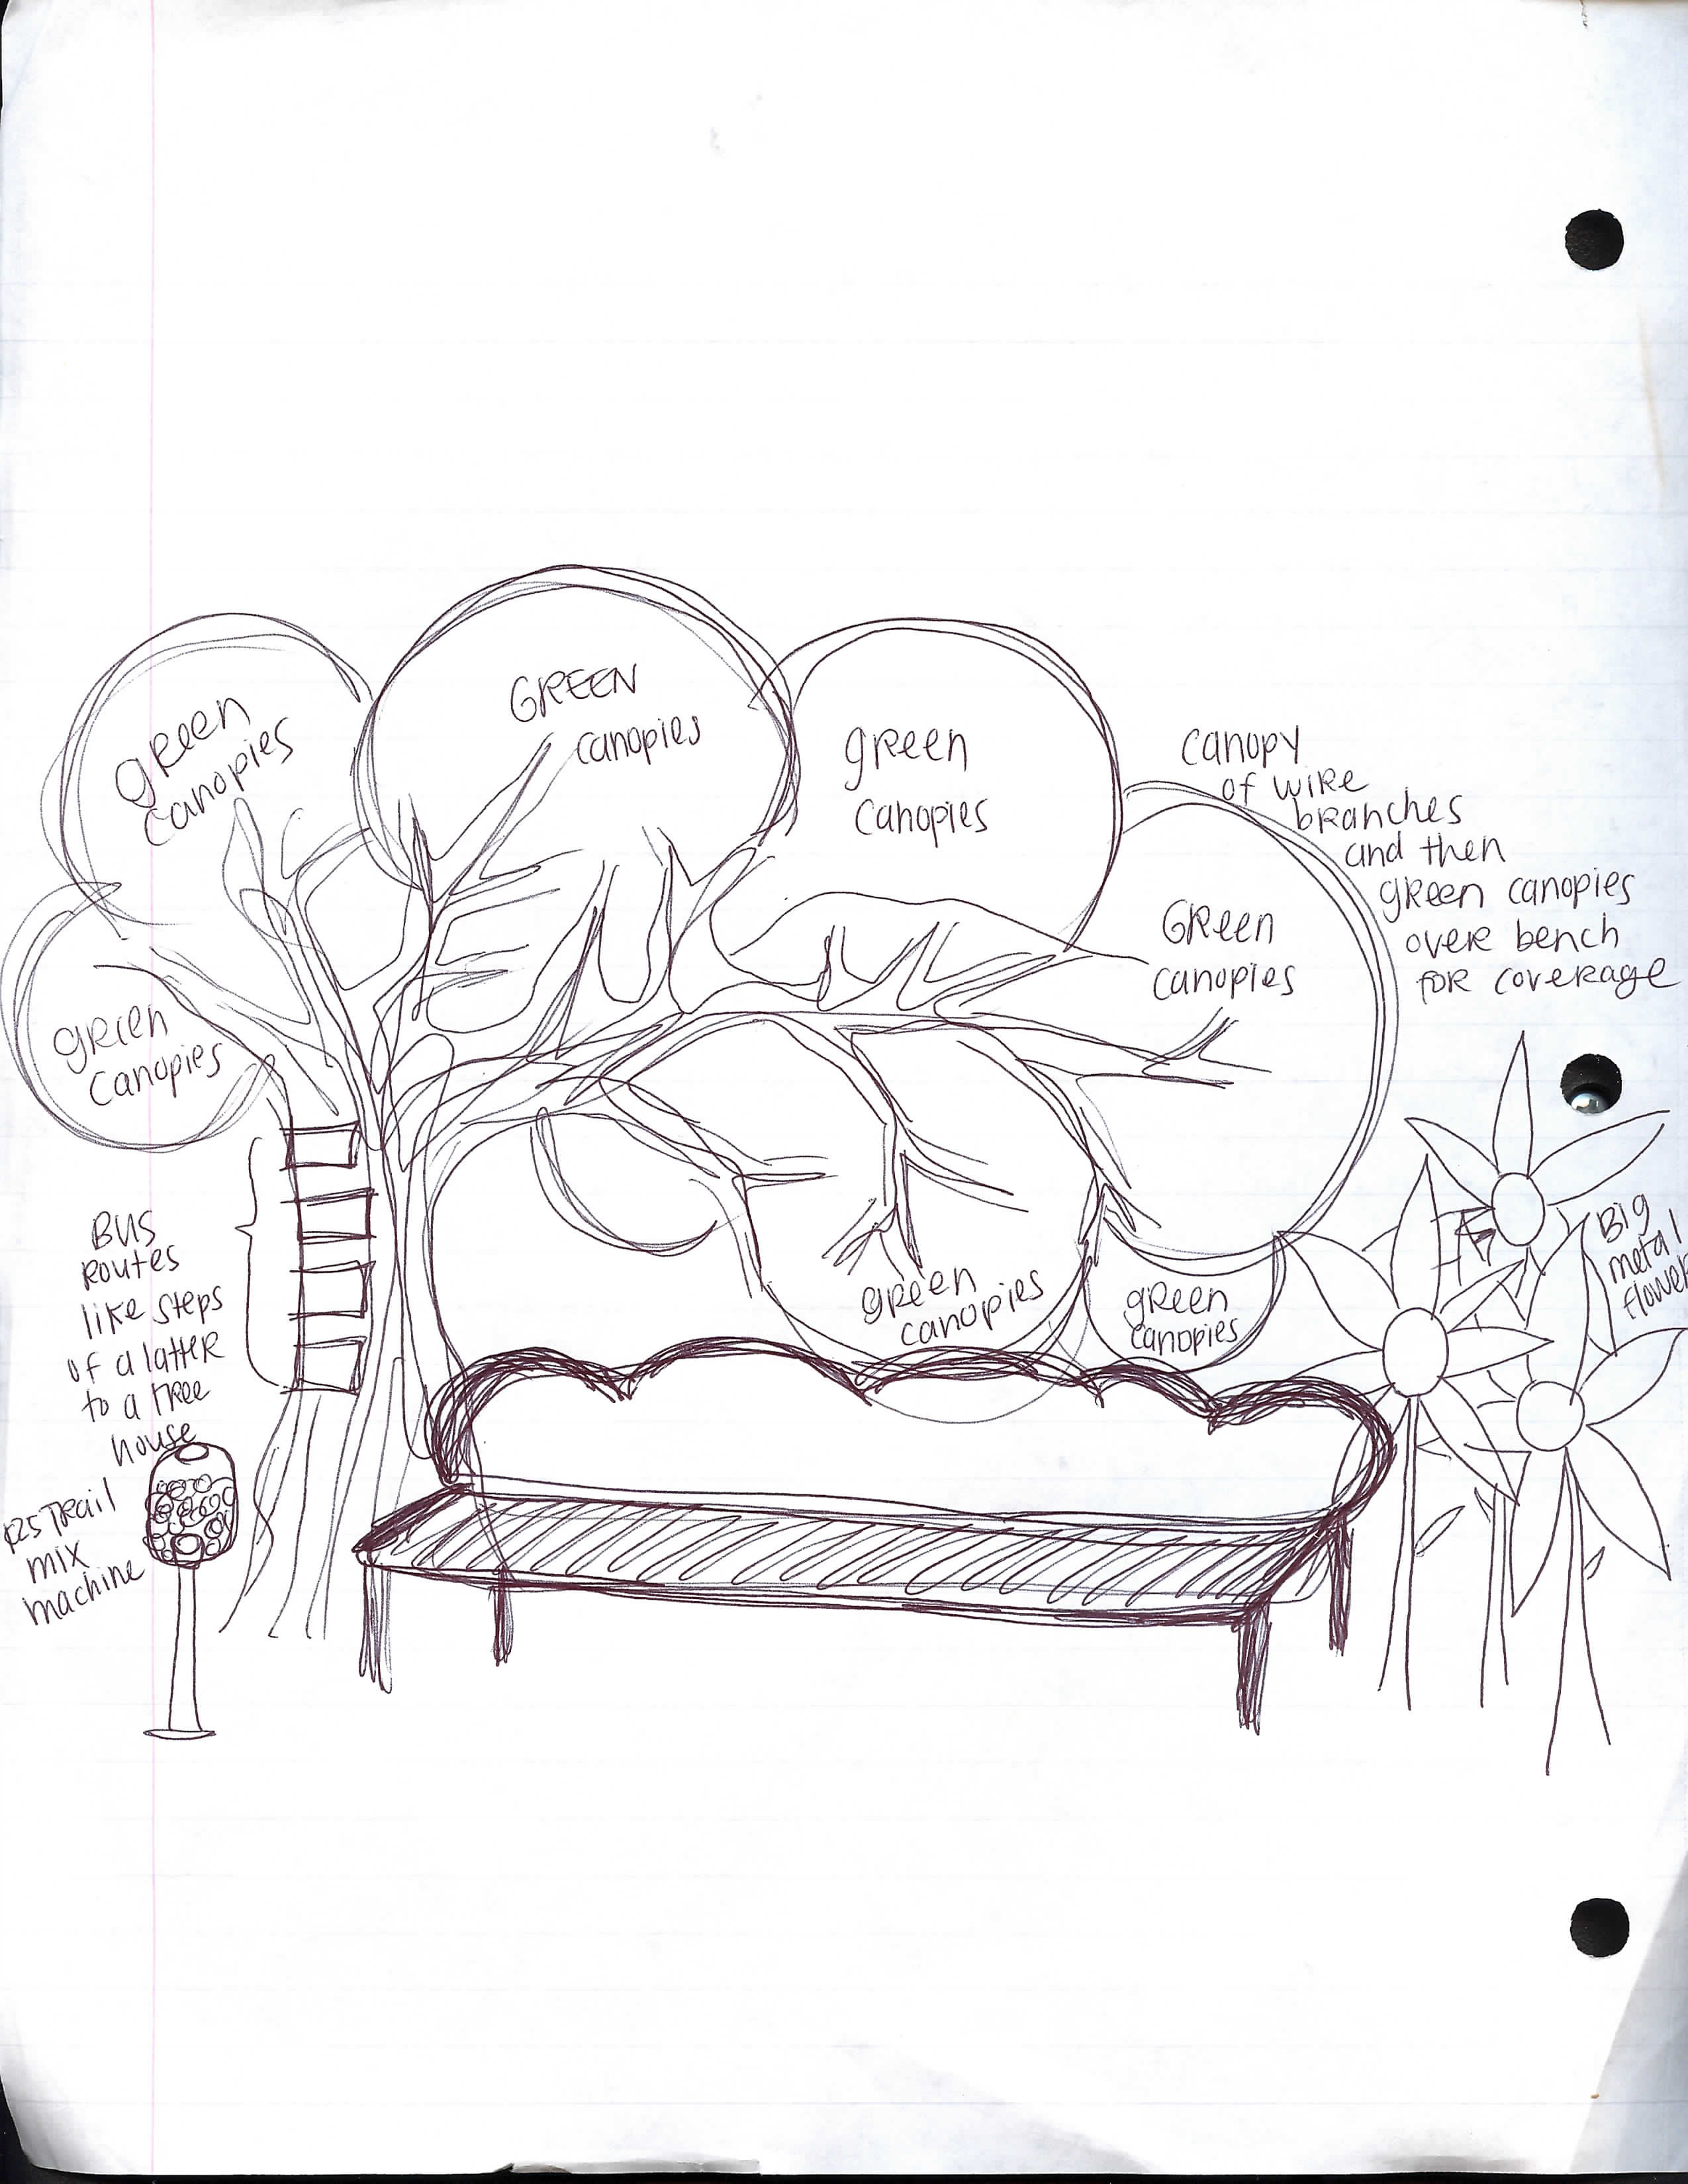 green
canopies
GREEN
canopies
green
canopies
canopy
of wire
branches
and then
green canopies
over bench
for coverage
Green
canopies
green
canopies
green
canopies
green
canopies
Bus
Routes
like steps
of a latter
to a tree
house
Big
metal
flower
Trail
mix
machine